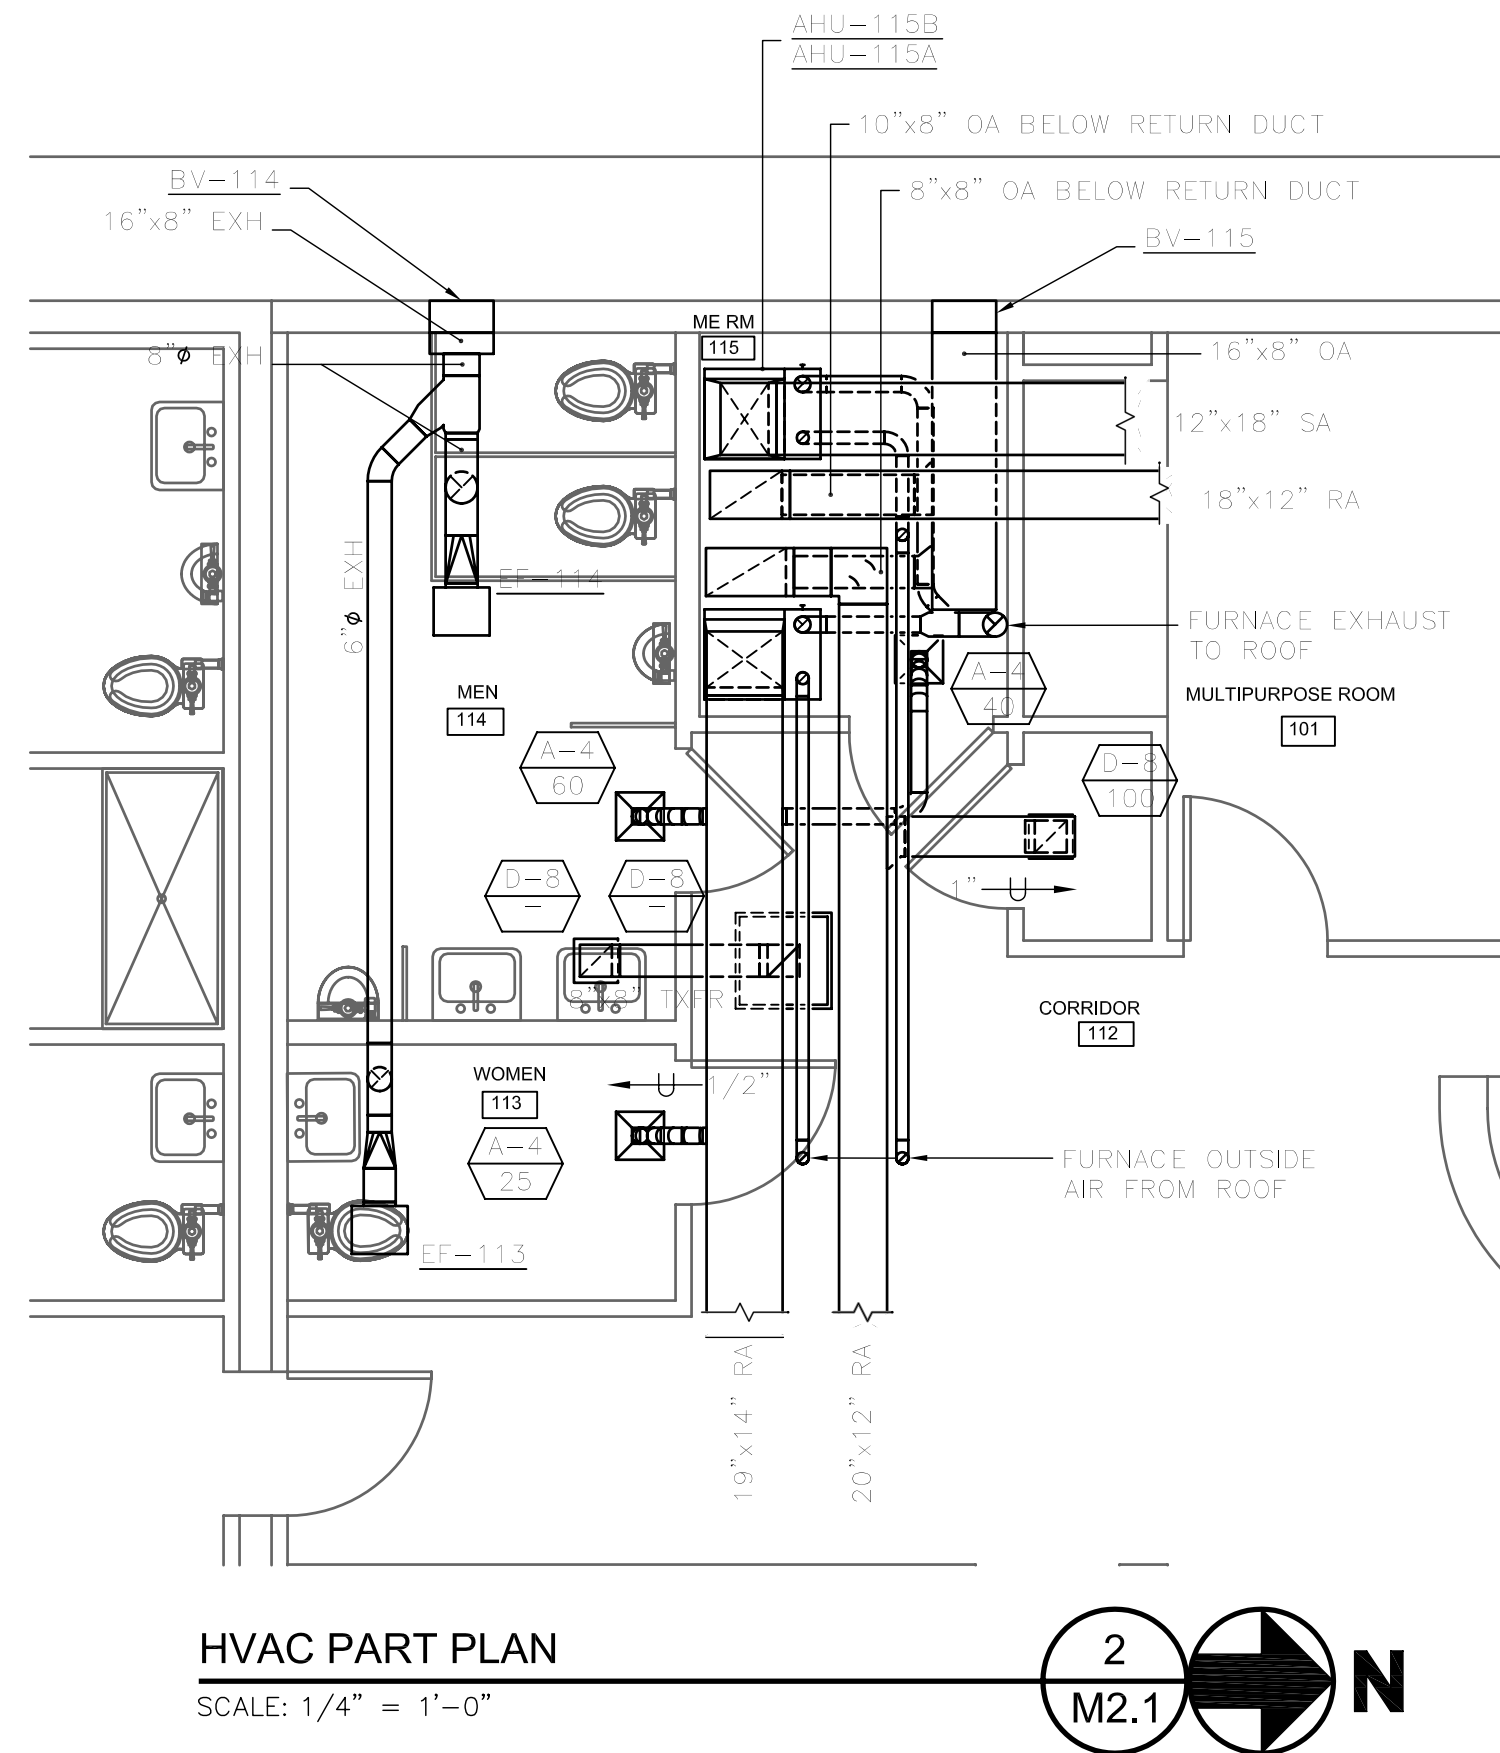 AHU-115B
AHU-115A
10"x8" OA BELOW RETURN DUCT
BV-114
8"x8" OA BELOW RETURN DUCT
16"x8" EXH
BV-115
ME RM
115
8"ϕ EXH
16"x8" OA
12"x18" SA
18"x12" RA
6"ϕ EXH
EF-114
FURNACE EXHAUST
TO ROOF
A-4
40
MEN
114
MULTIPURPOSE ROOM
101
A-4
60
D-8
100
D-8
-
D-8
-
1" U
8"x8" TXFR
CORRIDOR
112
WOMEN
113
U 1/2"
A-4
25
FURNACE OUTSIDE
AIR FROM ROOF
EF-113
19"x14" RA
20"x12" RA
HVAC PART PLAN
SCALE: 1/4" = 1'-0"
2
M2.1
N